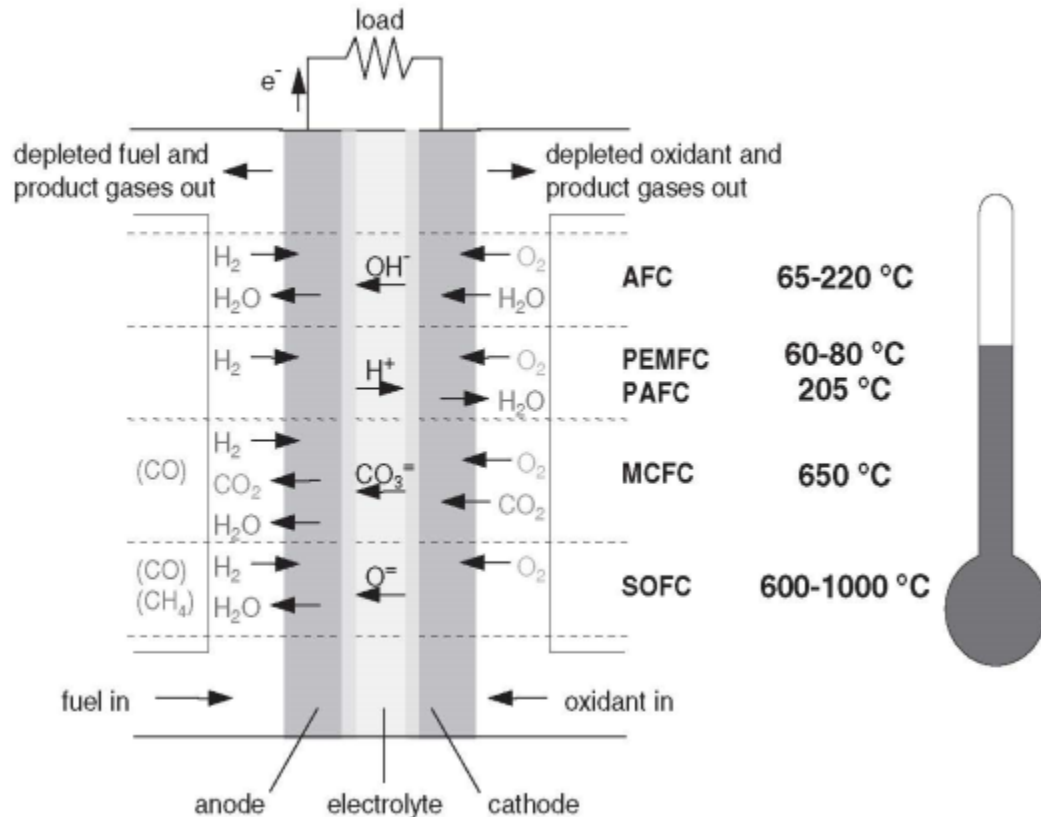 load
e⁻
depleted fuel and
product gases out
depleted oxidant and
product gases out
H₂
OH⁻
O₂
AFC
65-220 °C
H₂O
H₂O
H₂
H⁺
O₂
PEMFC
60-80 °C
H₂O
PAFC
205 °C
(CO)
H₂
CO₂
H₂O
CO₃⁼
O₂
CO₂
MCFC
650 °C
(CO)
(CH₄)
H₂
H₂O
O⁼
O₂
SOFC
600-1000 °C
fuel in
oxidant in
anode
electrolyte
cathode